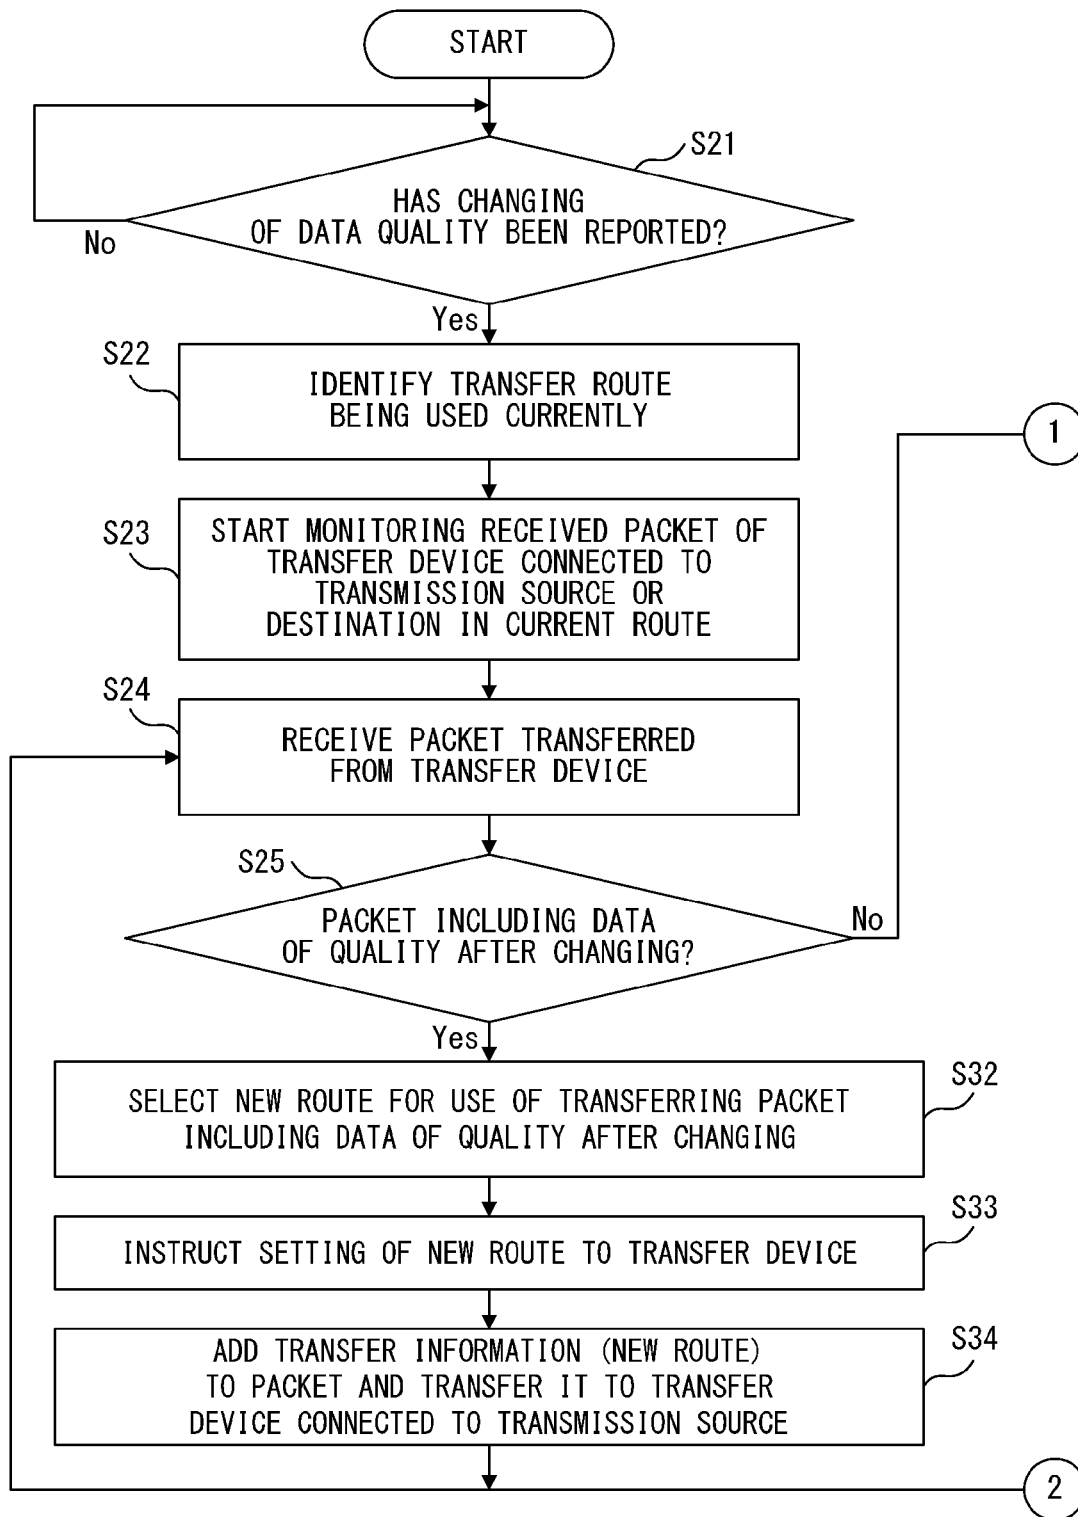 START
S21
HAS CHANGING
OF DATA QUALITY BEEN REPORTED?
No
Yes
S22
IDENTIFY TRANSFER ROUTE
BEING USED CURRENTLY
1
S23
START MONITORING RECEIVED PACKET OF
TRANSFER DEVICE CONNECTED TO
TRANSMISSION SOURCE OR
DESTINATION IN CURRENT ROUTE
S24
RECEIVE PACKET TRANSFERRED
FROM TRANSFER DEVICE
S25
PACKET INCLUDING DATA
OF QUALITY AFTER CHANGING?
No
Yes
S32
SELECT NEW ROUTE FOR USE OF TRANSFERRING PACKET
INCLUDING DATA OF QUALITY AFTER CHANGING
S33
INSTRUCT SETTING OF NEW ROUTE TO TRANSFER DEVICE
S34
ADD TRANSFER INFORMATION (NEW ROUTE)
TO PACKET AND TRANSFER IT TO TRANSFER
DEVICE CONNECTED TO TRANSMISSION SOURCE
2